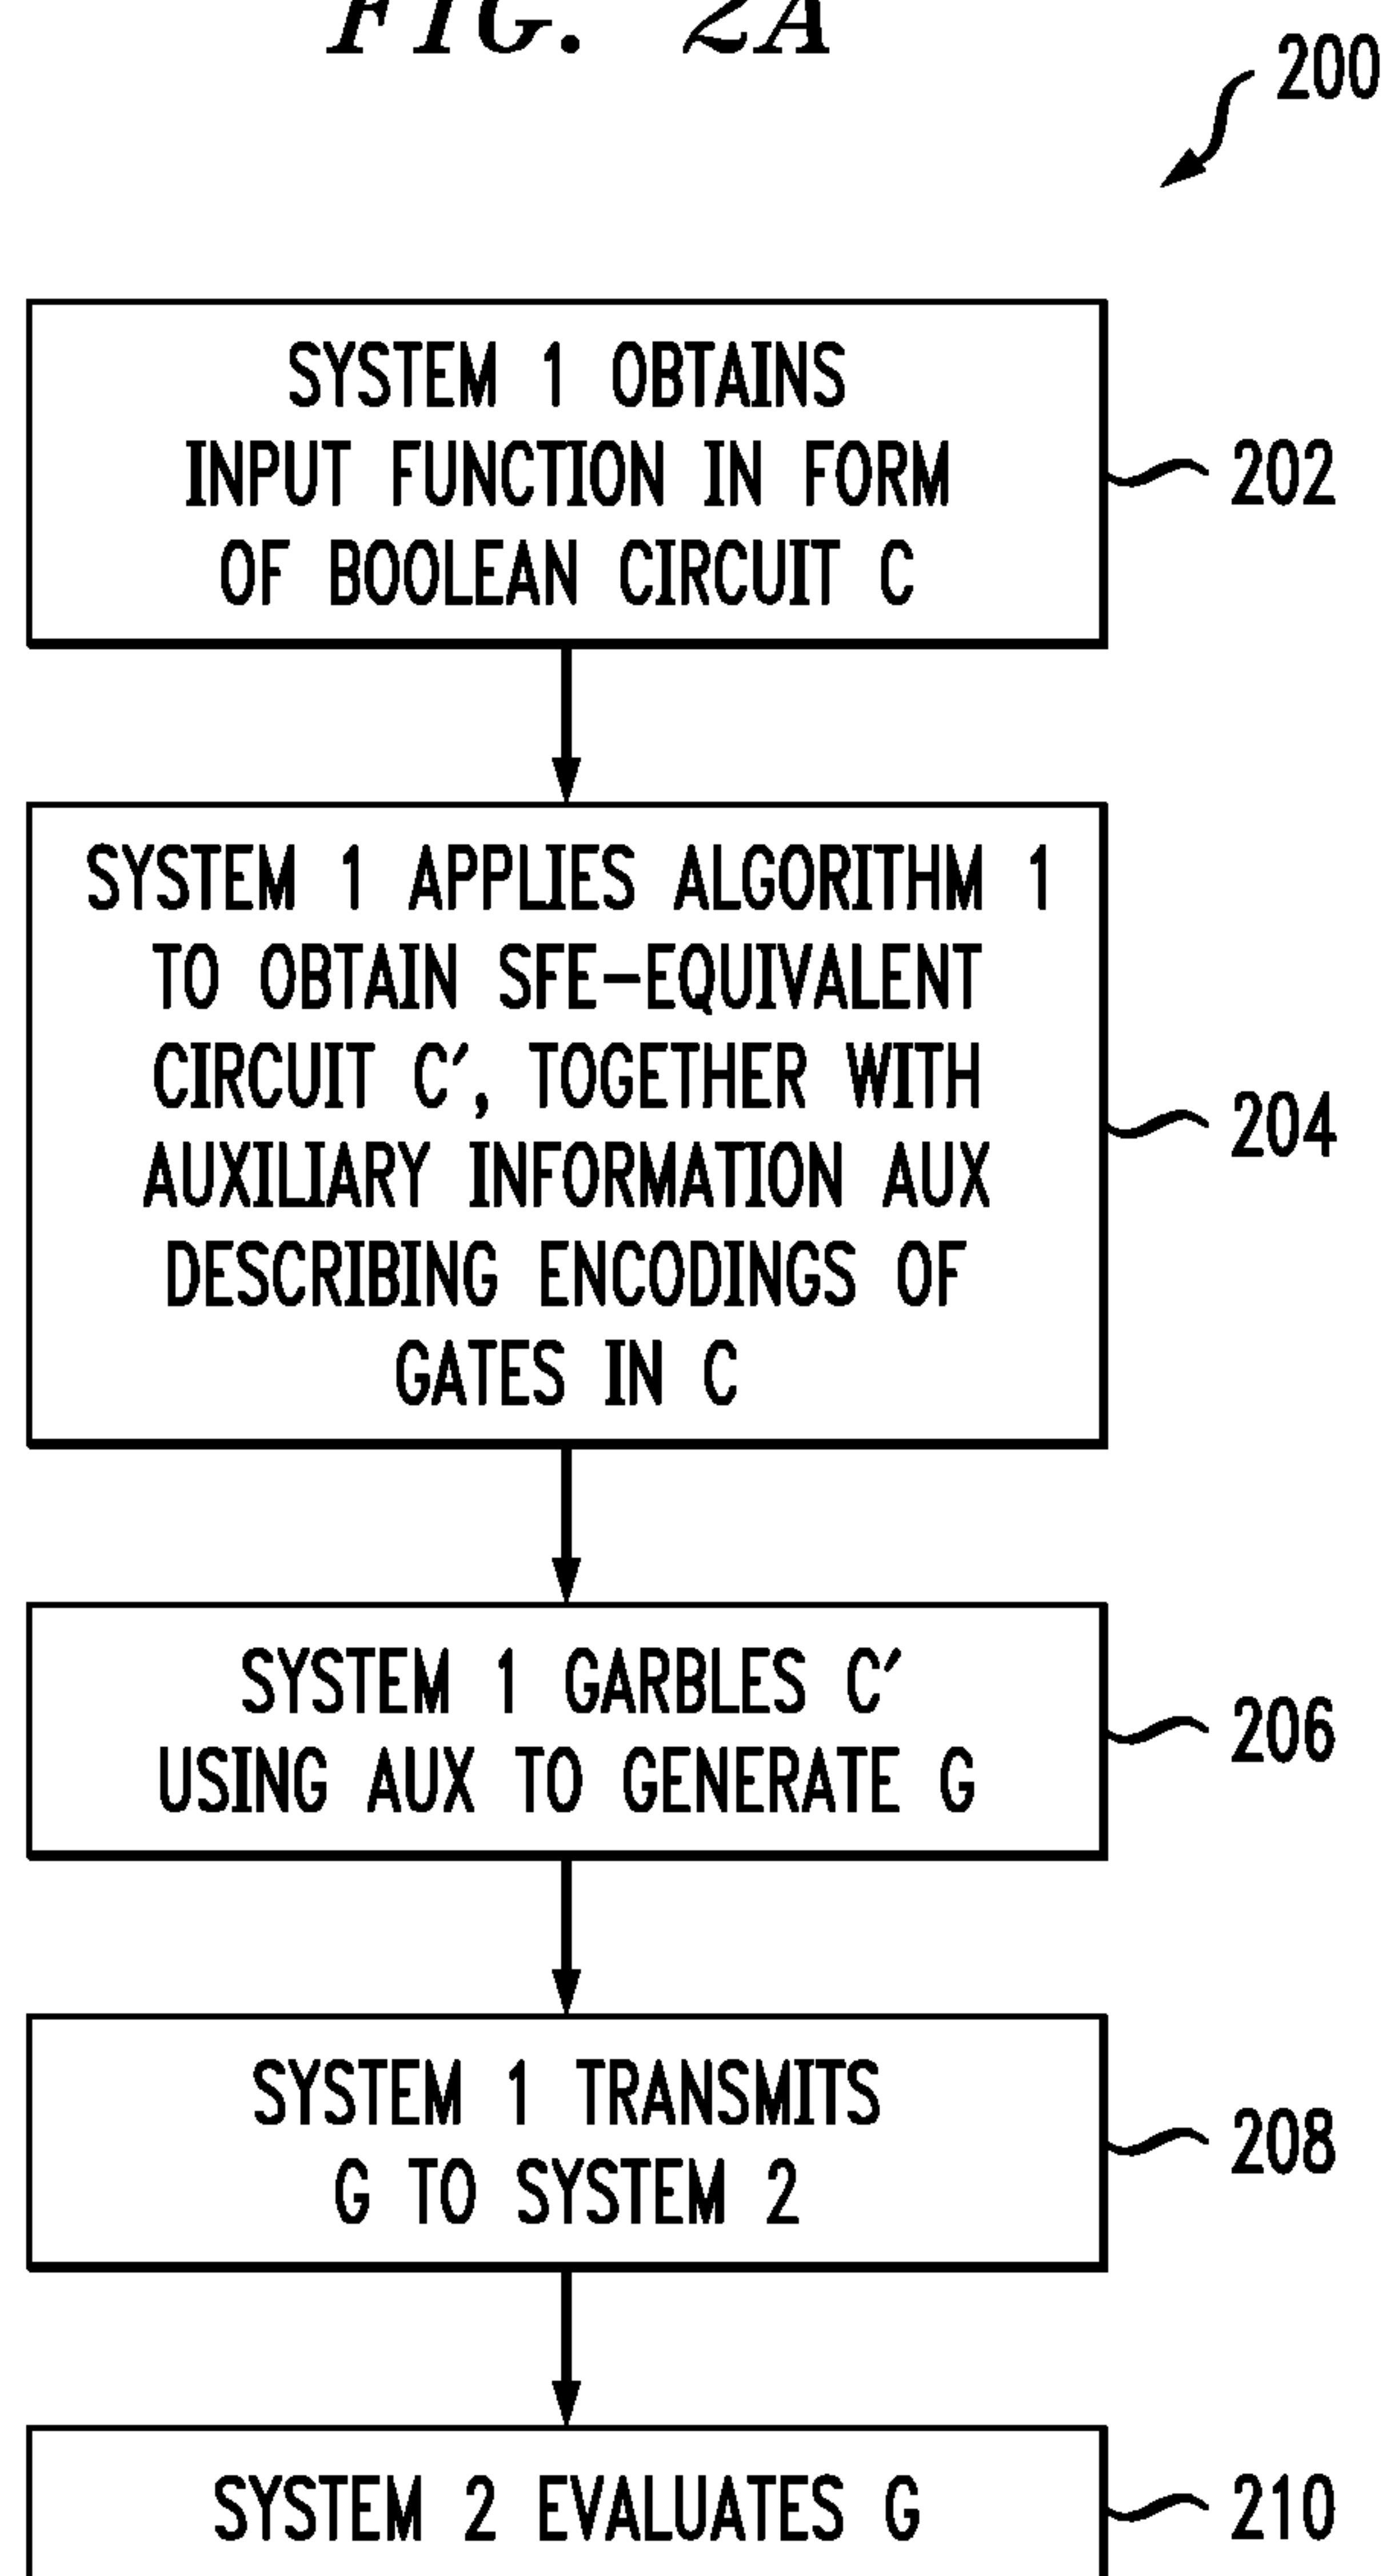 FIG. 2A
200
SYSTEM 1 OBTAINS
INPUT FUNCTION IN FORM
OF BOOLEAN CIRCUIT C
202
SYSTEM 1 APPLIES ALGORITHM 1
TO OBTAIN SFE-EQUIVALENT
CIRCUIT C', TOGETHER WITH
AUXILIARY INFORMATION AUX
DESCRIBING ENCODINGS OF
GATES IN C
204
SYSTEM 1 GARBLES C'
USING AUX TO GENERATE G
206
SYSTEM 1 TRANSMITS
G TO SYSTEM 2
208
SYSTEM 2 EVALUATES G
210